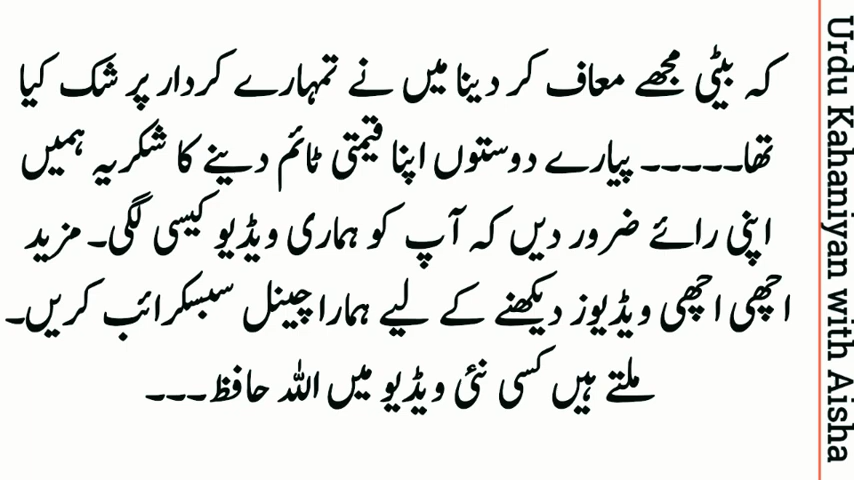 کہ بیٹی مجھے معاف کر دینا میں نے تمہارے کردار پر شک کیا
تھا۔۔۔۔۔ پیارے دوستوں اپنا قیمتی ٹائم دینے کا شکریہ ہمیں
اپنی رائے ضرور دیں کہ آپ کو ہماری ویڈیو کیسی لگی۔ مزید
اچھی اچھی ویڈیوز دیکھنے کے لیے ہمارا چینل سبسکرائب کریں۔
ملتے ہیں کسی نئی ویڈیو میں اللہ حافظ۔۔۔
Urdu Kahaniyan with Aisha